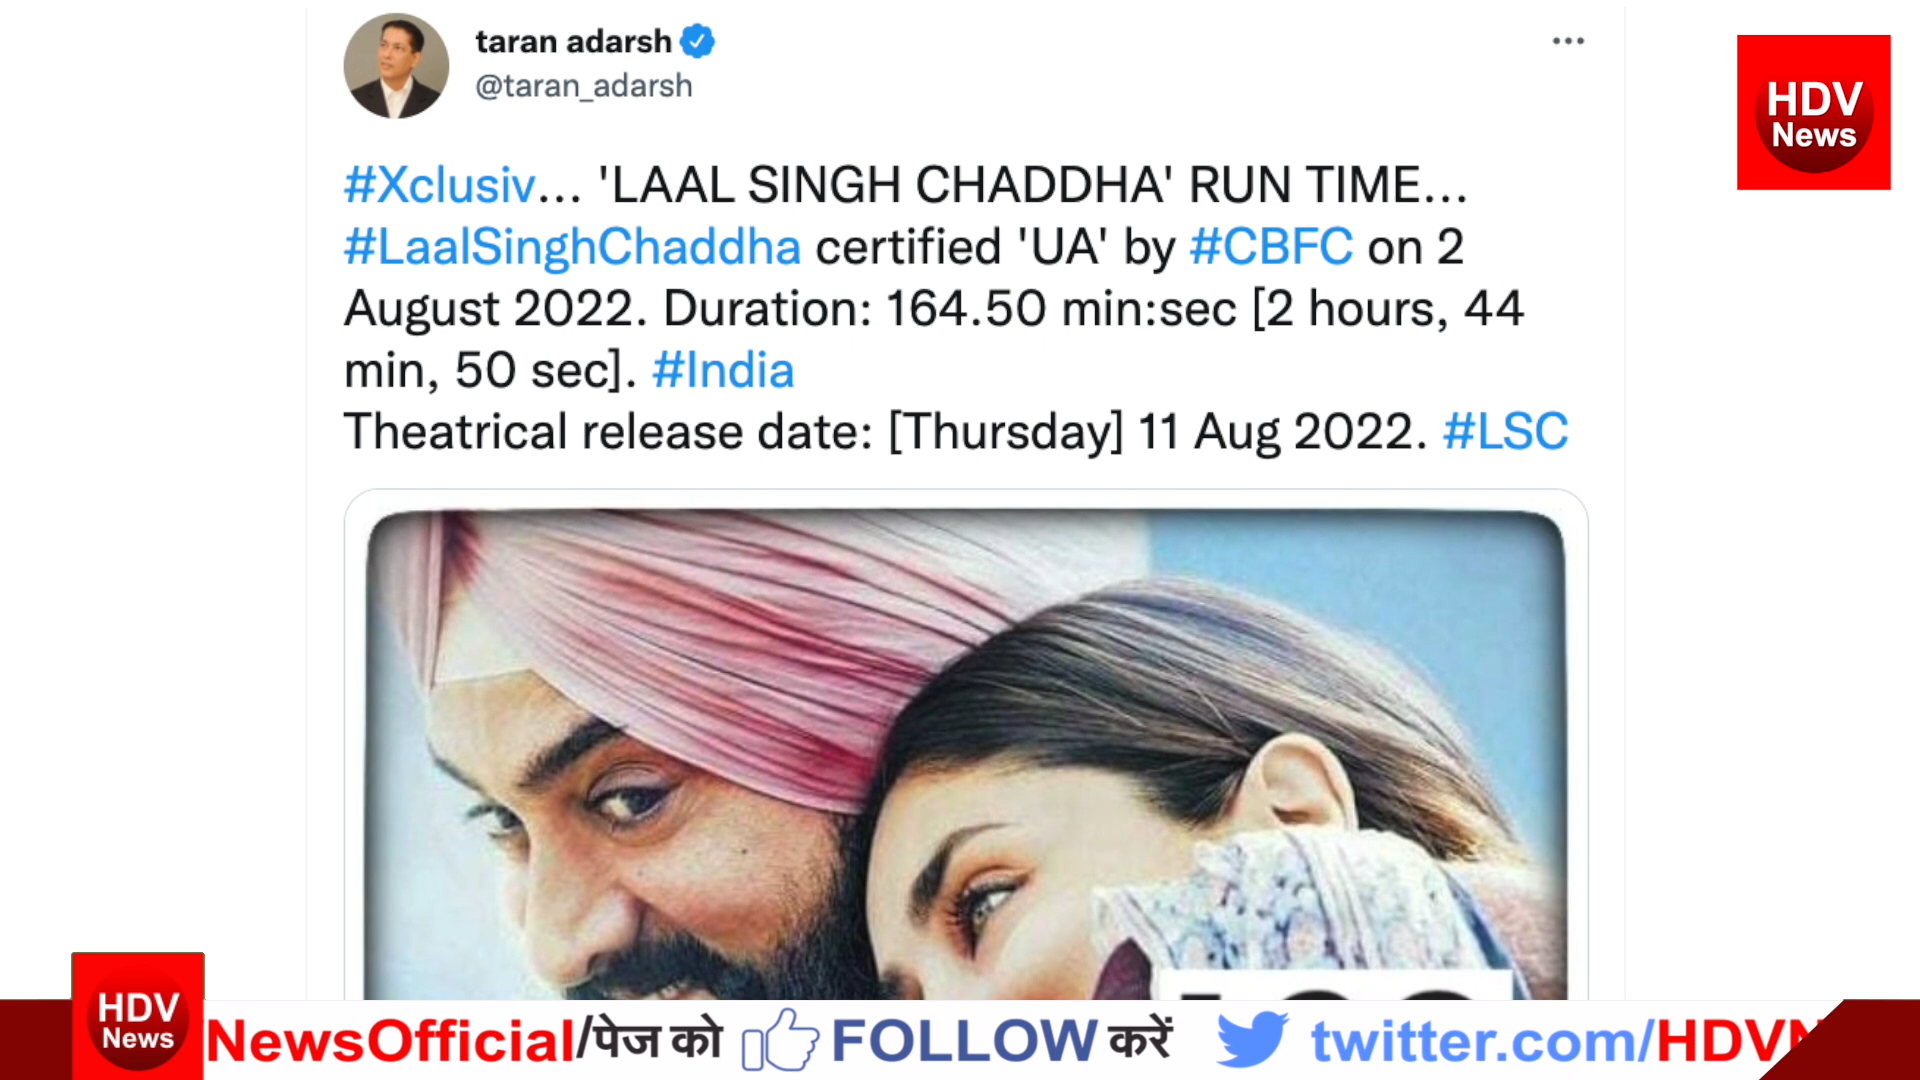 taran adarsh
@taran_adarsh
HDV
News
#Xclusiv... 'LAAL SINGH CHADDHA' RUN TIME...
#LaalSinghChaddha certified 'UA' by #CBFC on 2
August 2022. Duration: 164.50 min:sec [2 hours, 44
min, 50 sec]. #India
Theatrical release date: [Thursday] 11 Aug 2022. #LSC
HDV
News
NewsOfficial/पेज को FOLLOW करें twitter.com/HDVN